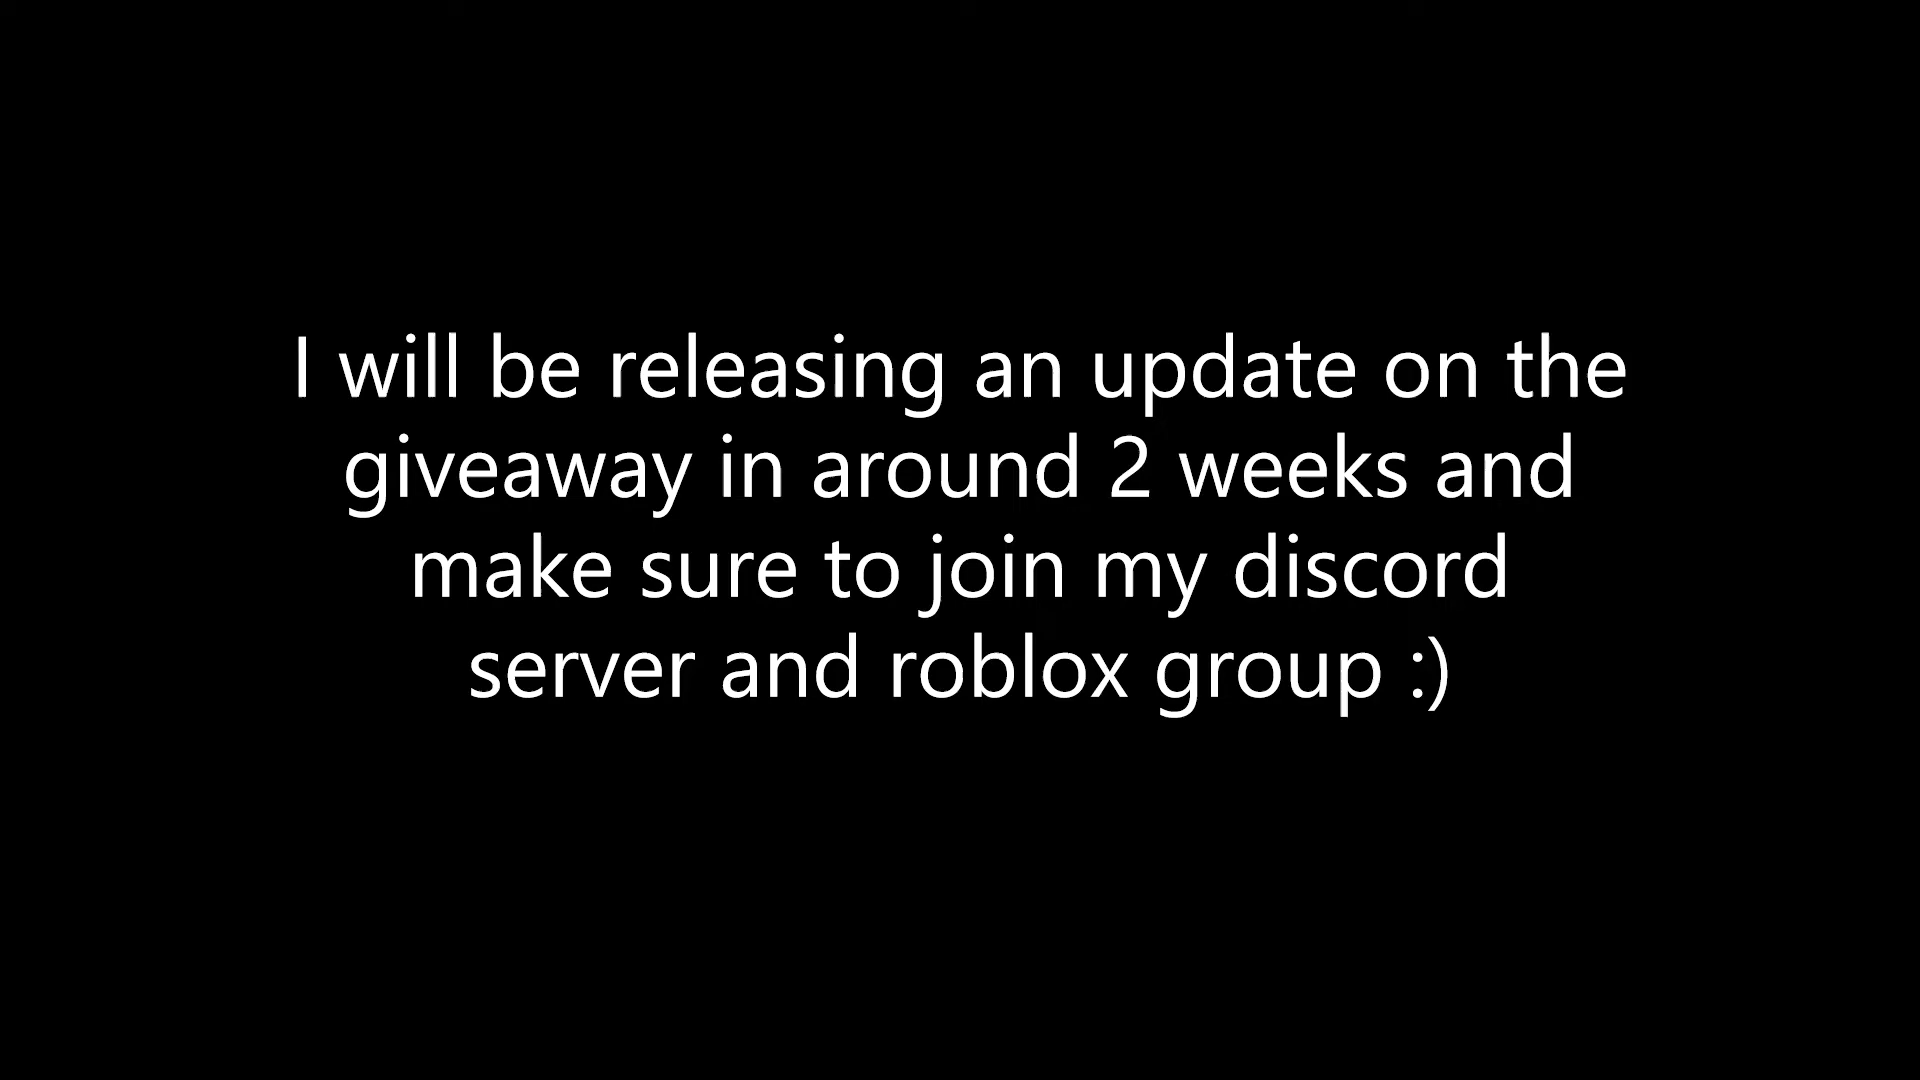 I will be releasing an update on the
giveaway in around 2 weeks and
make sure to join my discord
server and roblox group :)